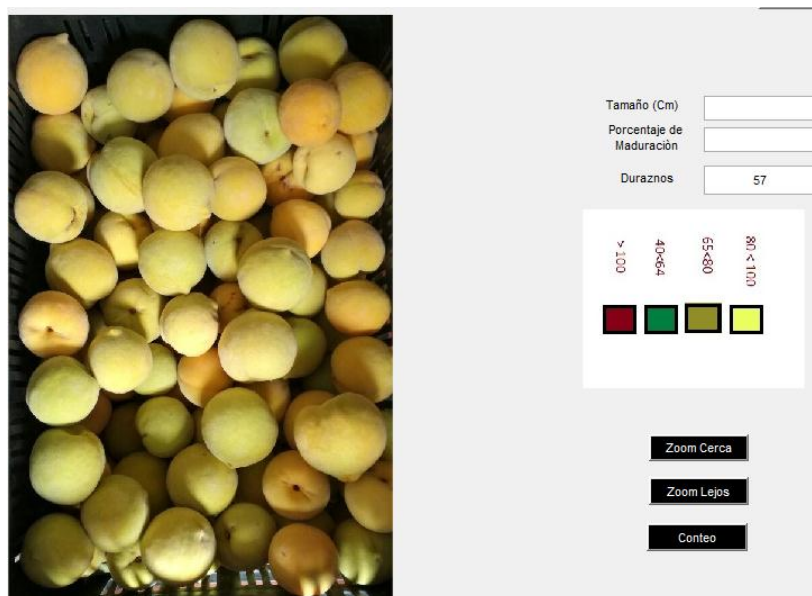 Tamaño (Cm)
Porcentaje de
Maduraciòn
Duraznos
57
> 100
40<64
65<80
80 < 100
Zoom Cerca
Zoom Lejos
Conteo